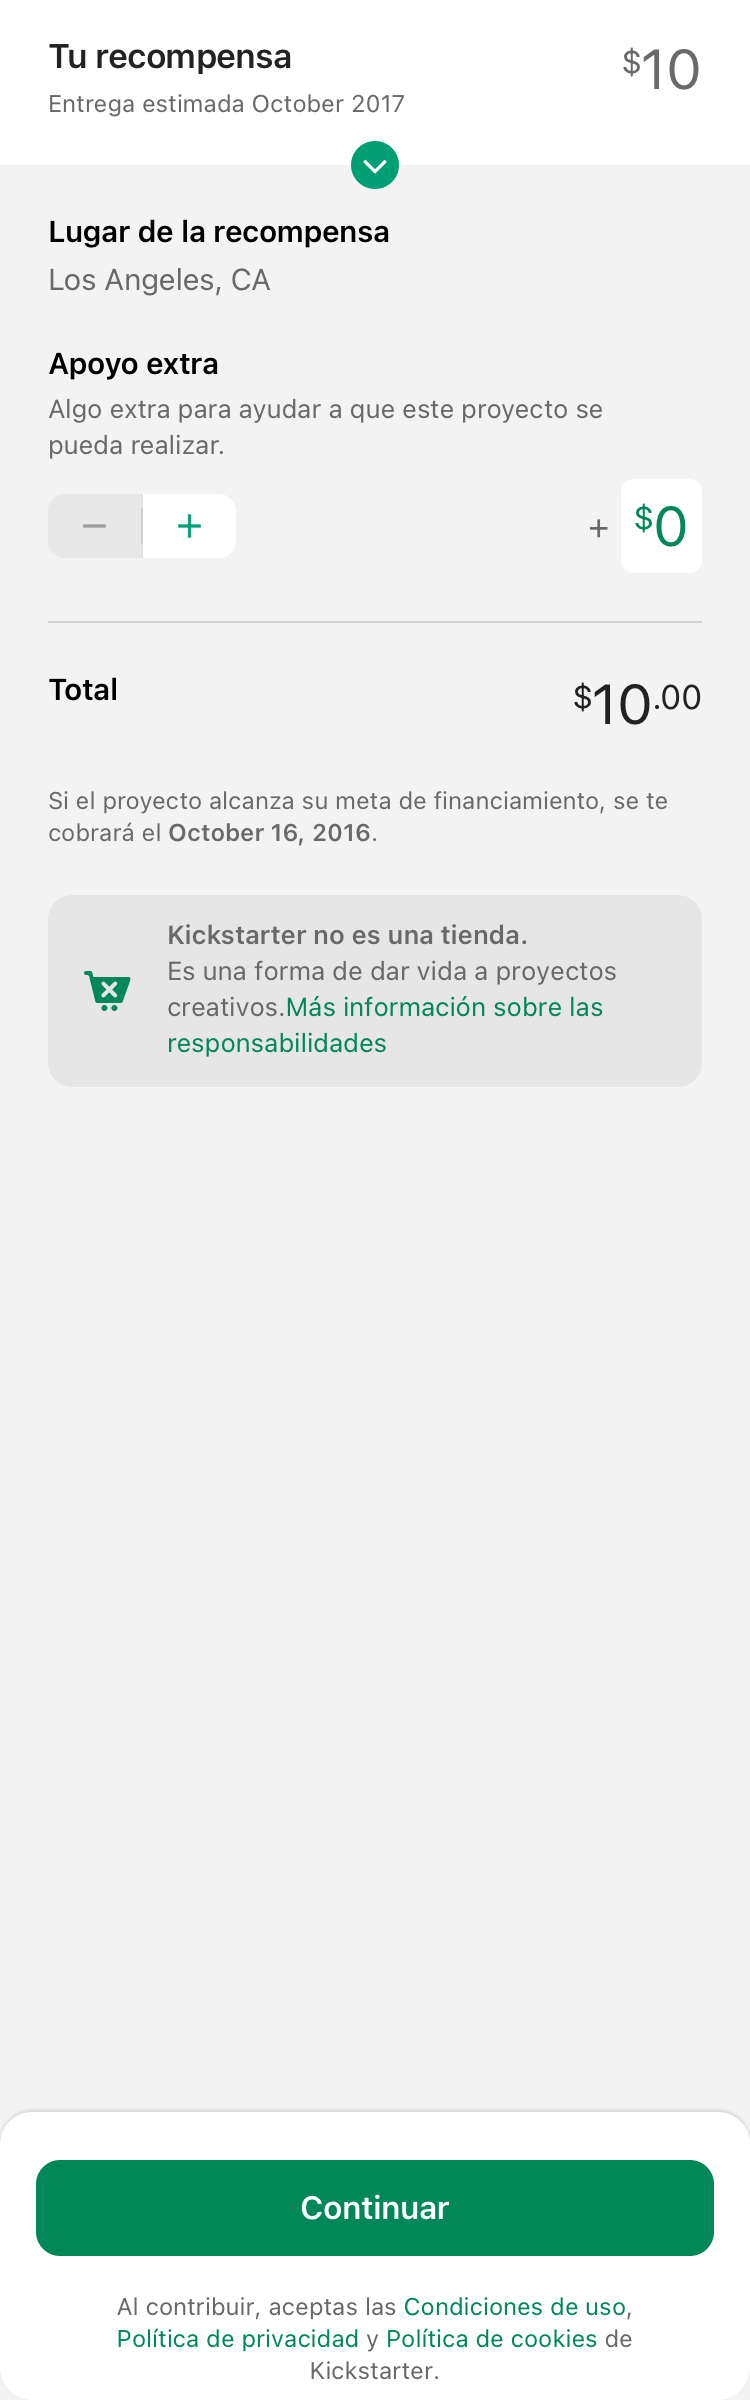 Tu recompensa
$10
Entrega estimada October 2017
Lugar de la recompensa
Los Angeles, CA
Apoyo extra
Algo extra para ayudar a que este proyecto se
pueda realizar.
− + + $0
Total
$10.00
Si el proyecto alcanza su meta de financiamiento, se te
cobrará el October 16, 2016.
Kickstarter no es una tienda.
Es una forma de dar vida a proyectos
creativos.Más información sobre las
responsabilidades
Continuar
Al contribuir, aceptas las Condiciones de uso,
Política de privacidad y Política de cookies de
Kickstarter.